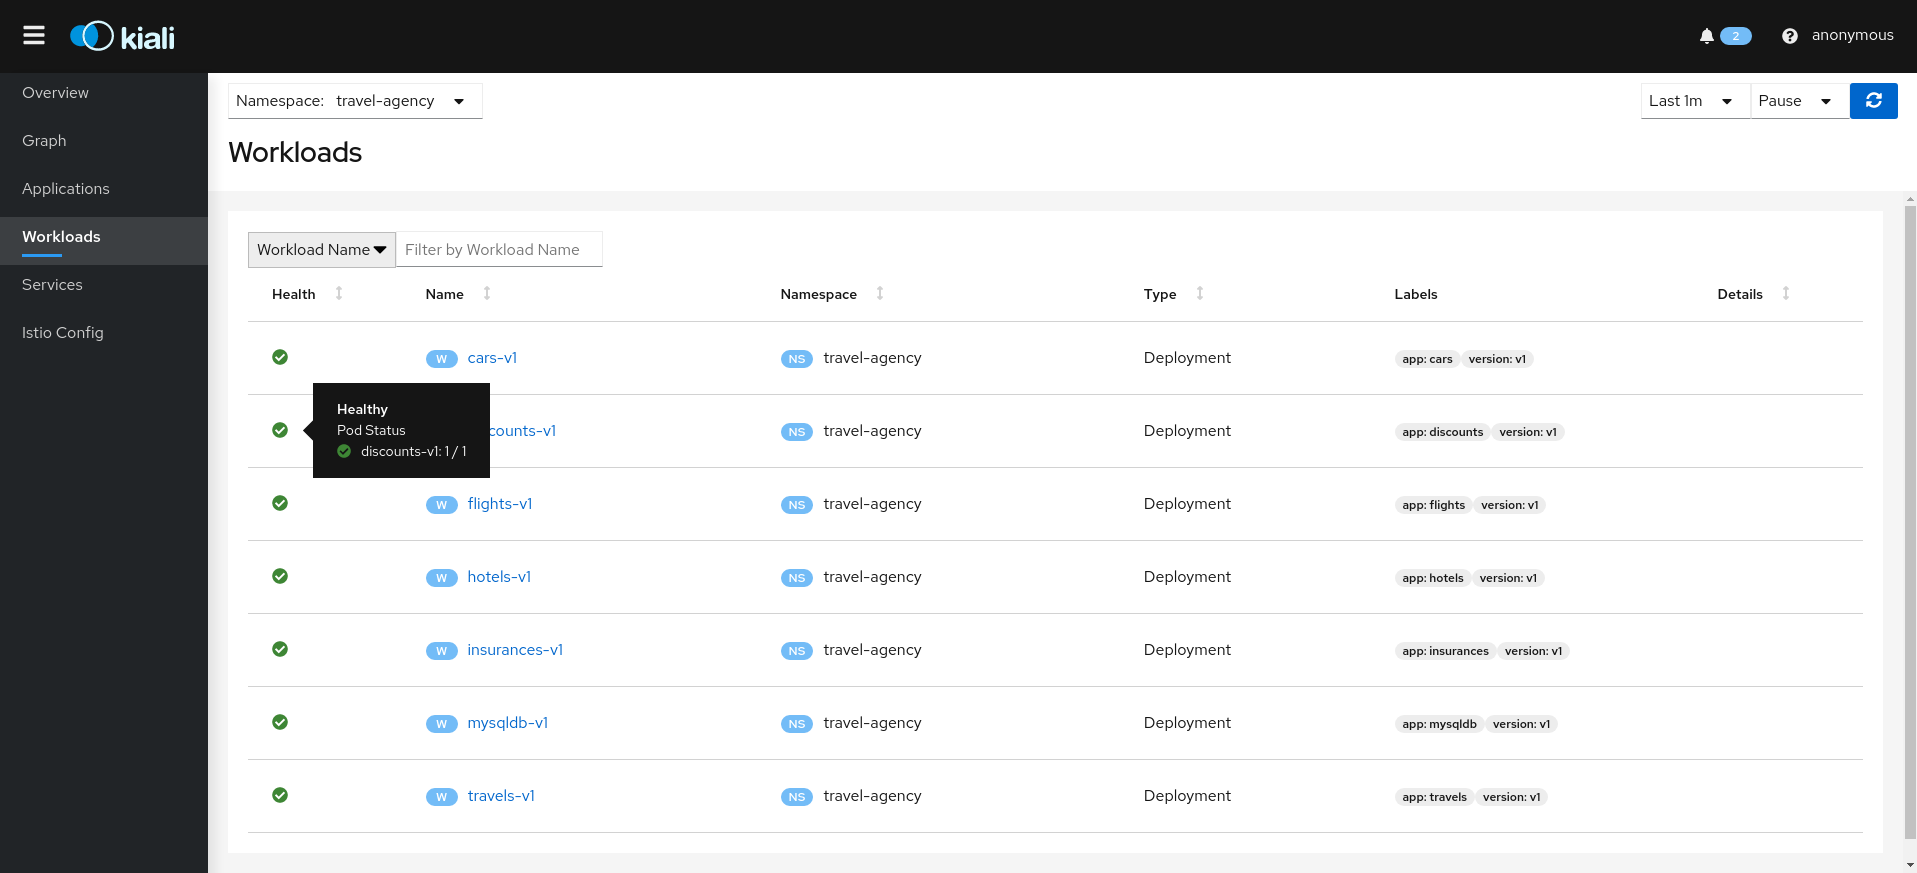 kiali
2
anonymous
Overview
Graph
Applications
Workloads
Services
Istio Config
Namespace: travel-agency
Last 1m
Pause
Workloads
Workload Name
Filter by Workload Name
Health Name Namespace Type Labels Details
W cars-v1 NS travel-agency Deployment app: cars version: v1
Healthy
Pod Status
discounts-v1: 1 / 1
counts-v1 NS travel-agency Deployment app: discounts version: v1
W flights-v1 NS travel-agency Deployment app: flights version: v1
W hotels-v1 NS travel-agency Deployment app: hotels version: v1
W insurances-v1 NS travel-agency Deployment app: insurances version: v1
W mysqldb-v1 NS travel-agency Deployment app: mysqldb version: v1
W travels-v1 NS travel-agency Deployment app: travels version: v1